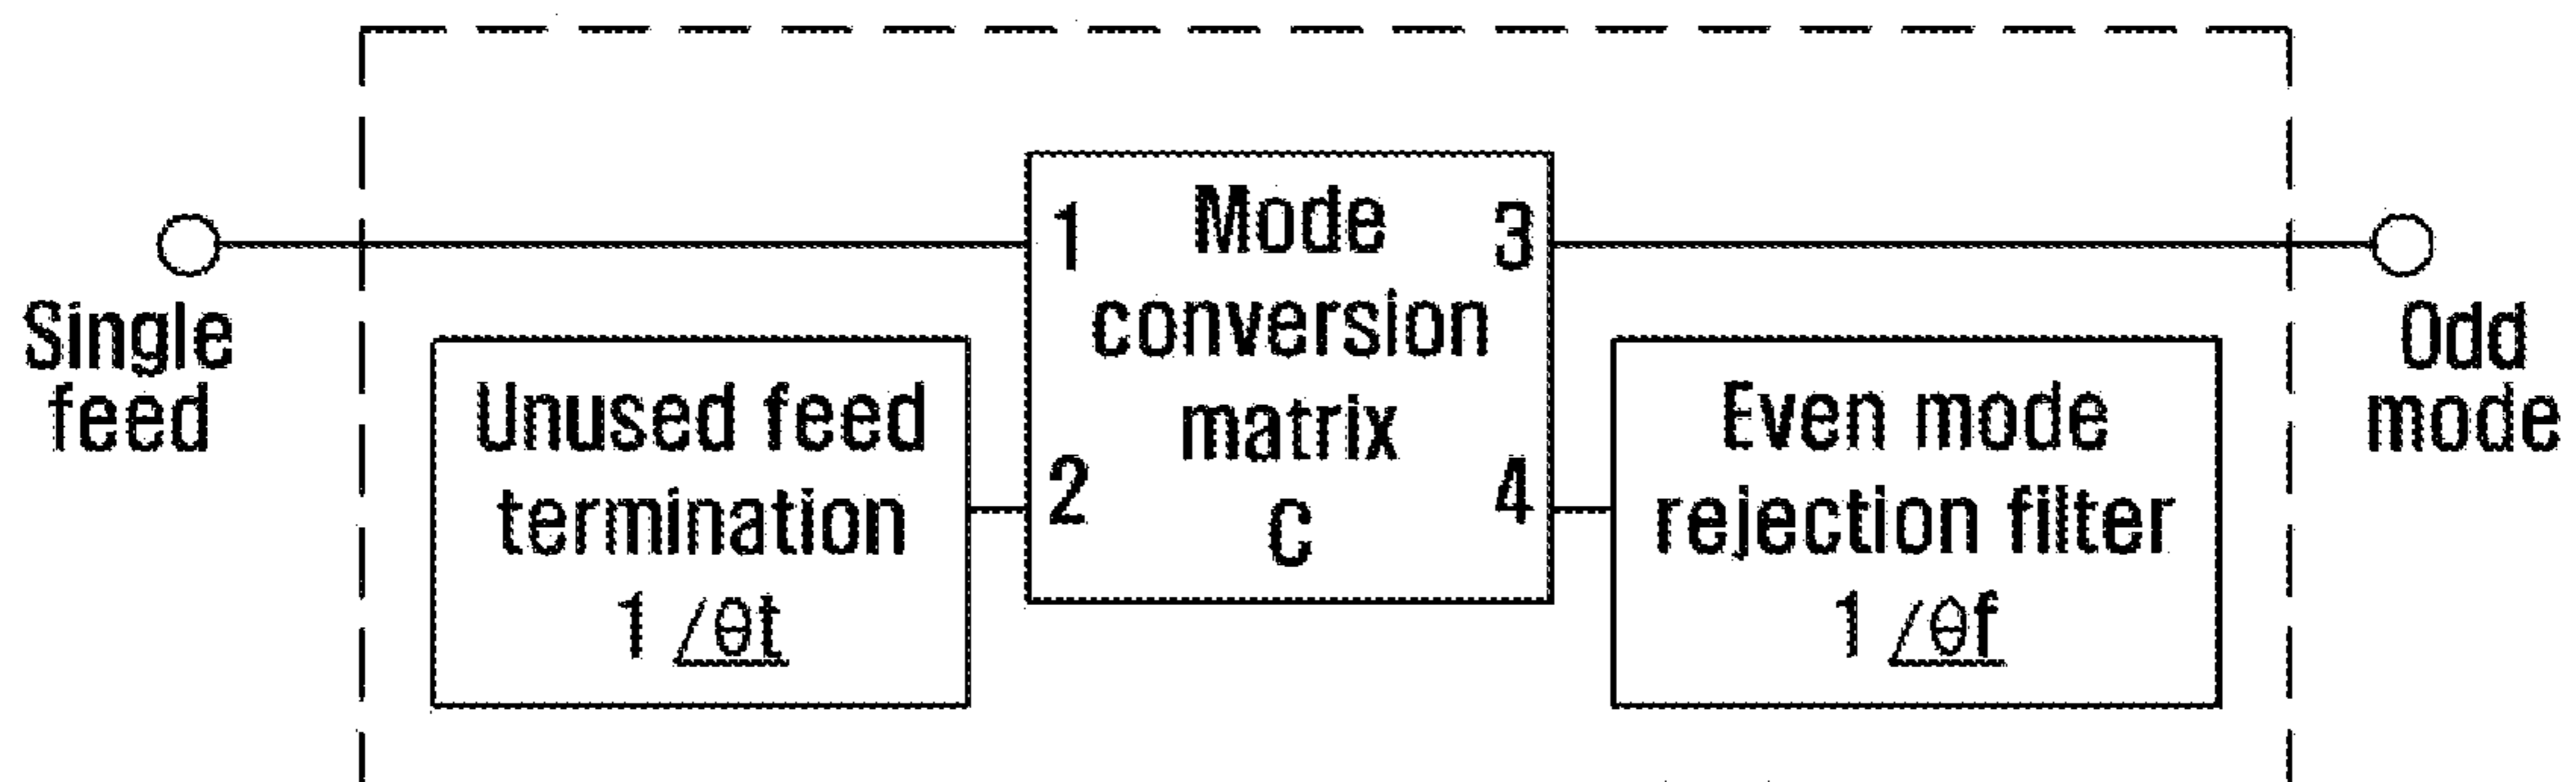 Single
feed
Unused feed
termination
1 /θt
1
2
Mode
conversion
matrix
C
3
4
Even mode
rejection filter
1 /θf
Odd
mode